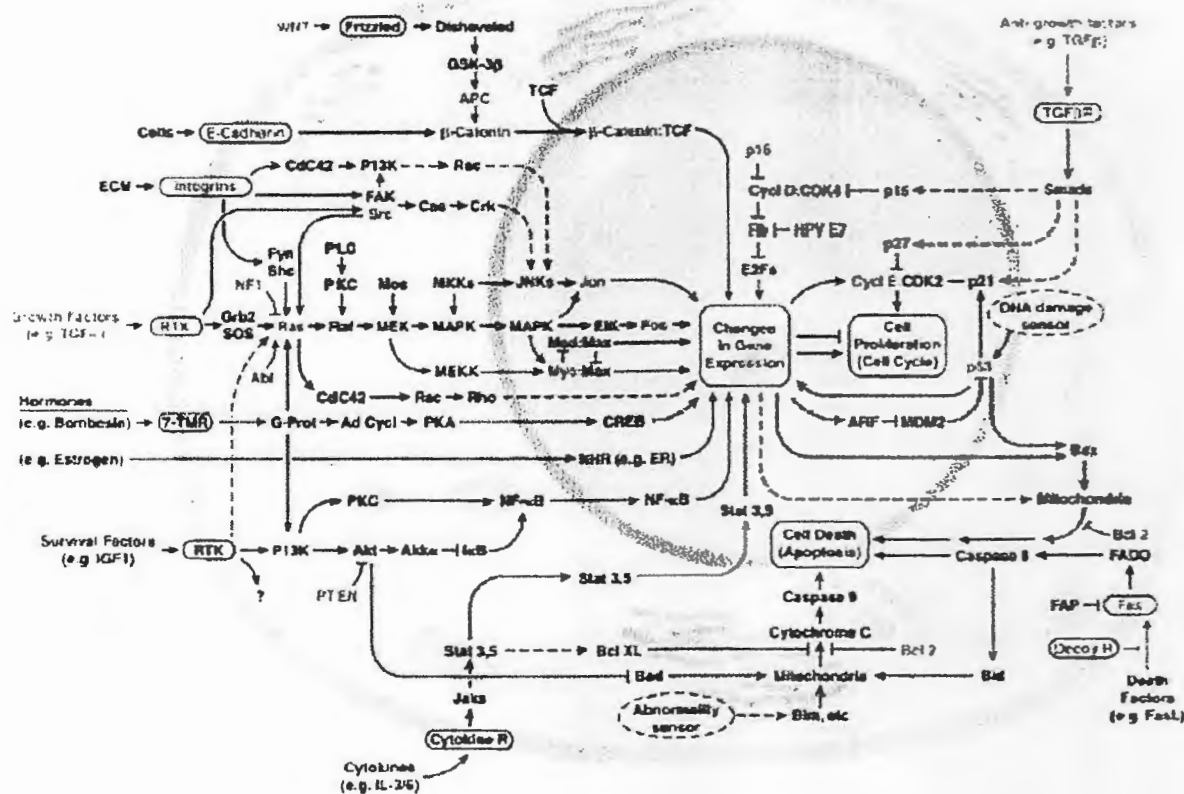 WNT Frizzled Disheveled
GSK-3β
APC TCF
Cells E-Cadherin β-Catenin β-Catenin:TCF
Anti-growth factors
(e.g. TGFβ)
TGFβR
p16
CdC42 P13K Rac
ECM Integrins
Cycl D:COK4 p15 Smads
FAK
Src Cas Crk
Rb HPV E7
Fyn
Shc
PLC
p27
E2Fs
NF1
PKC Mos MKKs JNKs Jun
Cycl E:COK2 p21
Growth Factors
(e.g. TGF
RTK Grb2
SOS
Ras Raf MEK MAPK MAPK Elk Fos
Changes
In Gene
Expression
Cell
Proliferation
(Cell Cycle)
DNA damage
sensor
Mad:Max
MEKK Myc:Max
Abl
p53
CdC42 Rac Rho
Hormones
(e.g. Bombesin) 7-TMR G-Prot Ad Cycl PKA CREB
ARF MDM2
(e.g. Estrogen) NHR (e.g. ER)
Bax
PKC NF-κB NF-κB
Stat 3,5
Mitochondria
Survival Factors
(e.g. IGF1)
RTK P13K Akt Akkα IκB
Cell Death
(Apoptosis)
Bcl 2
Caspase 8 FADD
? PTEN
Stat 3,5
Caspase 9
FAP Fas
Cytochrome C
Stat 3,5 Bcl XL Bcl 2
Decoy R
Bad Mitochondria Bid
Death
Factors
(e.g. FasL)
Jaks
Abnormality
sensor
Bim, etc
Cytokine R
Cytokines
(e.g. IL-3/6)